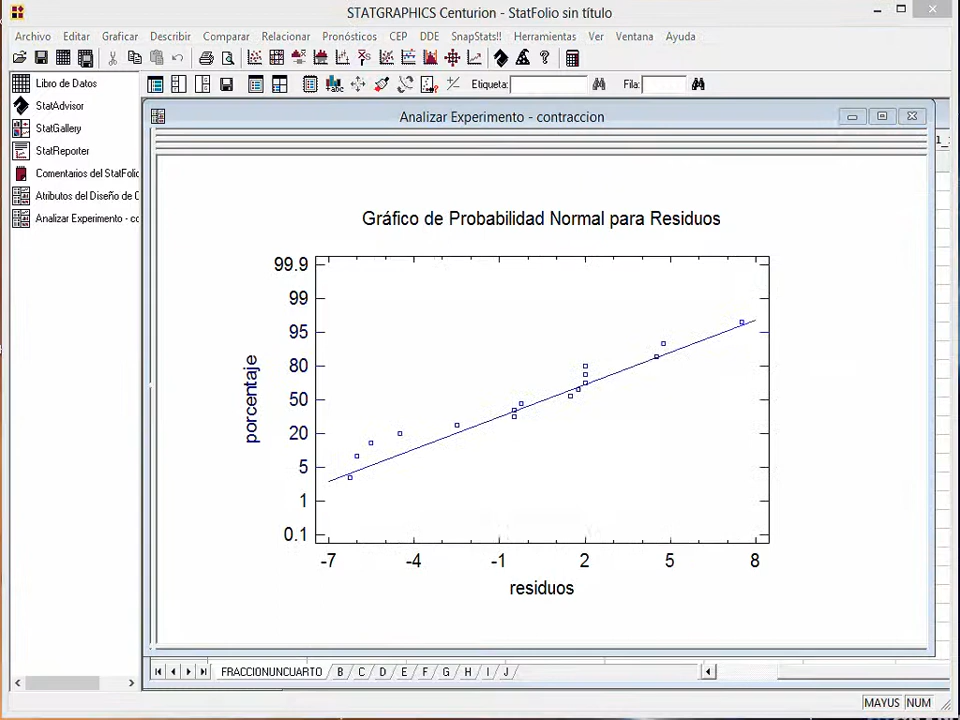 STATGRAPHICS Centurion - StatFolio sin título
Archivo Editar Graficar Describir Comparar Relacionar Pronósticos CEP DDE SnapStats!! Herramientas Ver Ventana Ayuda
Etiqueta: Fila:
Libro de Datos
StatAdvisor
StatGallery
StatReporter
Comentarios del StatFolio
Atributos del Diseño de C
Analizar Experimento - co
Analizar Experimento - contraccion
Gráfico de Probabilidad Normal para Residuos
99.9
99
95
80
50
20
5
1
0.1
porcentaje
-7 -4 -1 2 5 8
residuos
FRACCIONUNCUARTO B C D E F G H I J
MAYUS NUM